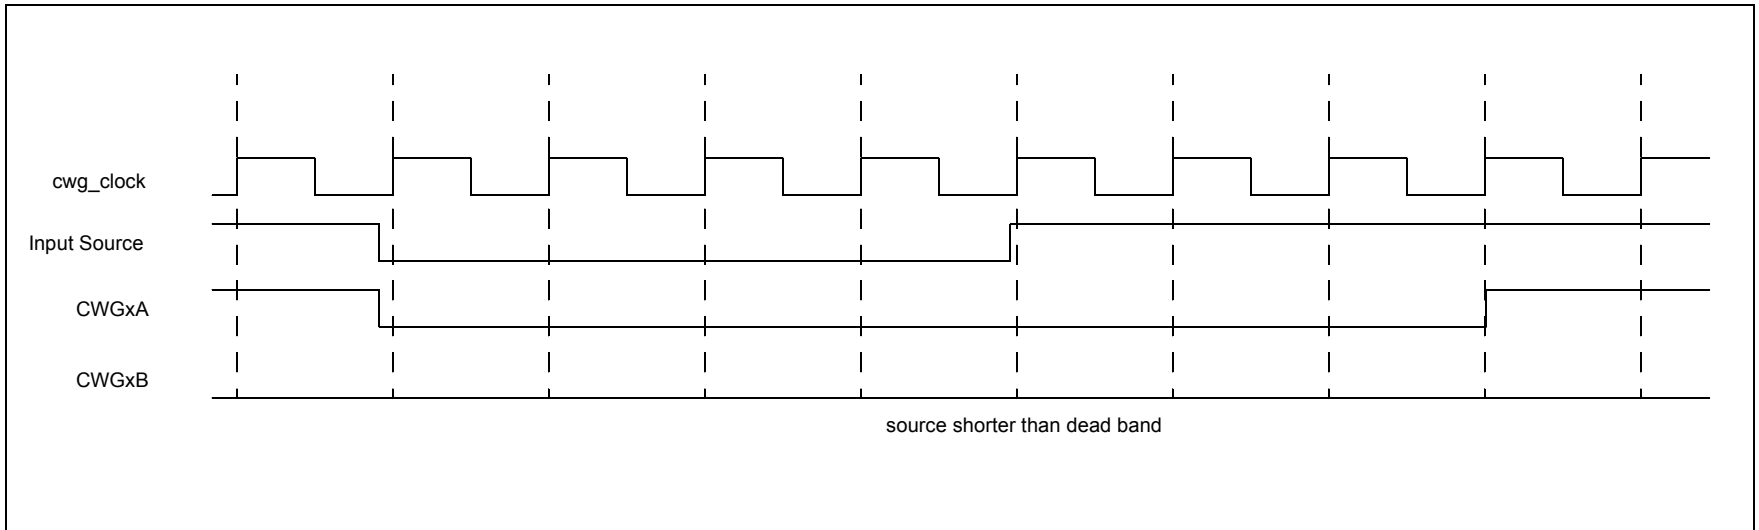 cwg_clock
Input Source
CWGxA
CWGxB
source shorter than dead band